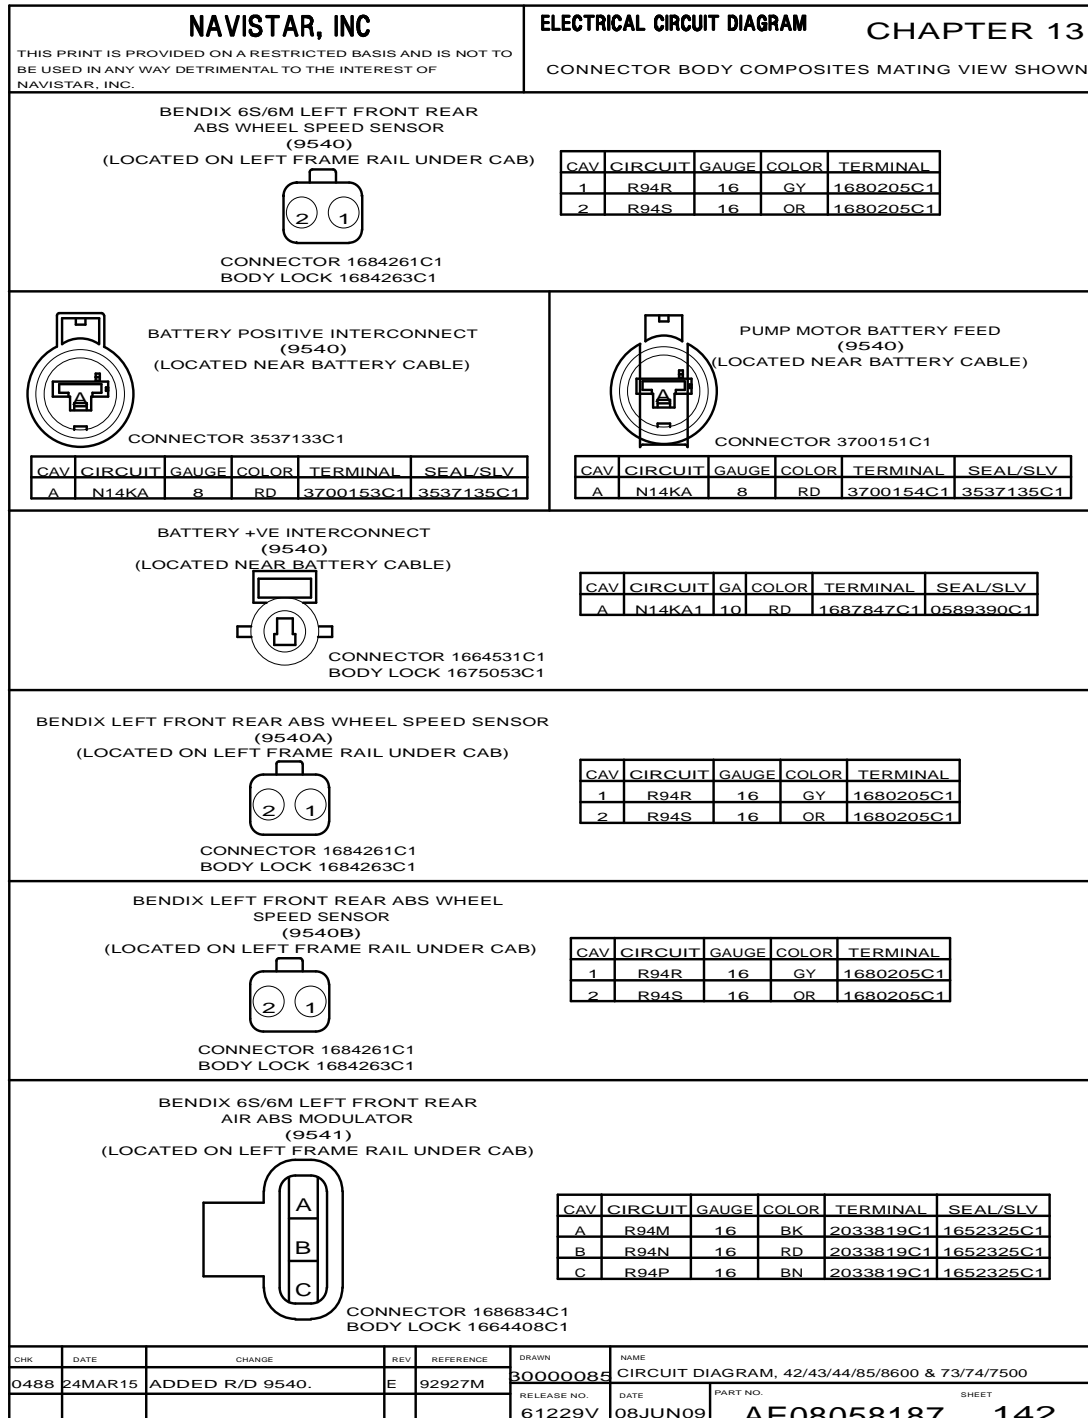 NAVISTAR, INC
THIS PRINT IS PROVIDED ON A RESTRICTED BASIS AND IS NOT TO
BE USED IN ANY WAY DETRIMENTAL TO THE INTEREST OF
NAVISTAR, INC.
ELECTRICAL CIRCUIT DIAGRAM
CHAPTER 13
CONNECTOR BODY COMPOSITES MATING VIEW SHOWN
BENDIX 6S/6M LEFT FRONT REAR
ABS WHEEL SPEED SENSOR
(9540)
(LOCATED ON LEFT FRAME RAIL UNDER CAB)
2 1
CONNECTOR 1684261C1
BODY LOCK 1684263C1
CAV CIRCUIT GAUGE COLOR TERMINAL
1 R94R 16 GY 1680205C1
2 R94S 16 OR 1680205C1
BATTERY POSITIVE INTERCONNECT
(9540)
(LOCATED NEAR BATTERY CABLE)
A
CONNECTOR 3537133C1
CAV CIRCUIT GAUGE COLOR TERMINAL SEAL/SLV
A N14KA 8 RD 3700153C1 3537135C1
PUMP MOTOR BATTERY FEED
(9540)
(LOCATED NEAR BATTERY CABLE)
A
CONNECTOR 3700151C1
CAV CIRCUIT GAUGE COLOR TERMINAL SEAL/SLV
A N14KA 8 RD 3700154C1 3537135C1
BATTERY +VE INTERCONNECT
(9540)
(LOCATED NEAR BATTERY CABLE)
CONNECTOR 1664531C1
BODY LOCK 1675053C1
CAV CIRCUIT GA COLOR TERMINAL SEAL/SLV
A N14KA1 10 RD 1687847C1 0589390C1
BENDIX LEFT FRONT REAR ABS WHEEL SPEED SENSOR
(9540A)
(LOCATED ON LEFT FRAME RAIL UNDER CAB)
2 1
CONNECTOR 1684261C1
BODY LOCK 1684263C1
CAV CIRCUIT GAUGE COLOR TERMINAL
1 R94R 16 GY 1680205C1
2 R94S 16 OR 1680205C1
BENDIX LEFT FRONT REAR ABS WHEEL
SPEED SENSOR
(9540B)
(LOCATED ON LEFT FRAME RAIL UNDER CAB)
2 1
CONNECTOR 1684261C1
BODY LOCK 1684263C1
CAV CIRCUIT GAUGE COLOR TERMINAL
1 R94R 16 GY 1680205C1
2 R94S 16 OR 1680205C1
BENDIX 6S/6M LEFT FRONT REAR
AIR ABS MODULATOR
(9541)
(LOCATED ON LEFT FRAME RAIL UNDER CAB)
A
B
C
CONNECTOR 1686834C1
BODY LOCK 1664408C1
CAV CIRCUIT GAUGE COLOR TERMINAL SEAL/SLV
A R94M 16 BK 2033819C1 1652325C1
B R94N 16 RD 2033819C1 1652325C1
C R94P 16 BN 2033819C1 1652325C1
CHK DATE CHANGE REV REFERENCE
0488 24MAR15 ADDED R/D 9540. E 92927M
DRAWN
30000085
NAME
CIRCUIT DIAGRAM, 42/43/44/85/8600 & 73/74/7500
RELEASE NO. DATE PART NO. SHEET
61229V 08JUN09 AE08058187 142